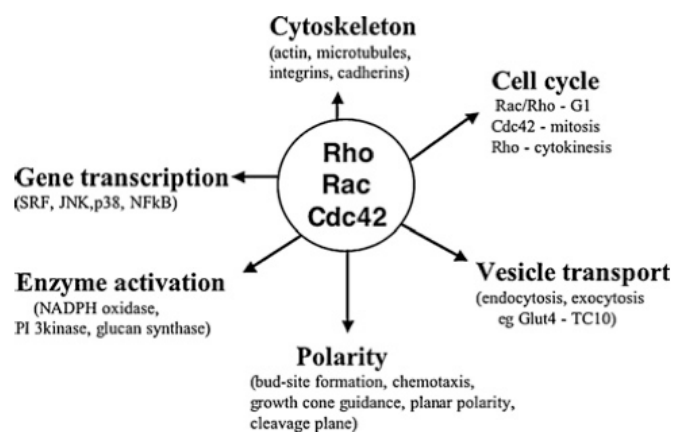 Cytoskeleton
(actin, microtubules,
integrins, cadherins)
Cell cycle
Rac/Rho - G1
Cdc42 - mitosis
Rho - cytokinesis
Rho
Rac
Cdc42
Gene transcription
(SRF, JNK,p38, NFkB)
Enzyme activation
(NADPH oxidase,
PI 3kinase, glucan synthase)
Vesicle transport
(endocytosis, exocytosis
eg Glut4 - TC10)
Polarity
(bud-site formation, chemotaxis,
growth cone guidance, planar polarity,
cleavage plane)